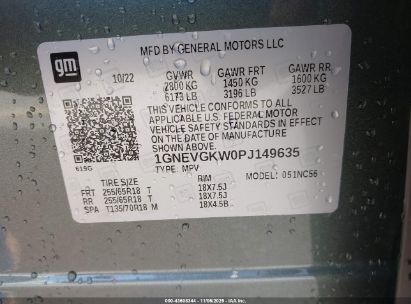 MFD BY GENERAL MOTORS LLC
gm
10/22 GVWR GAWR FRT GAWR RR
2800 KG 1450 KG 1600 KG
6173 LB 3196 LB 3527 LB
THIS VEHICLE CONFORMS TO ALL
APPLICABLE U.S. FEDERAL MOTOR
VEHICLE SAFETY STANDARDS IN EFFECT
ON THE DATE OF MANUFACTURE
SHOWN ABOVE.
1GNEVGKW0PJ149635
619G
TYPE: MPV MODEL: 051NC56
TIRE SIZE RIM
FRT 255/65R18 T 18X7.5J
RR 255/65R18 T 18X7.5J
SPA T135/70R18 M 18X4.5B